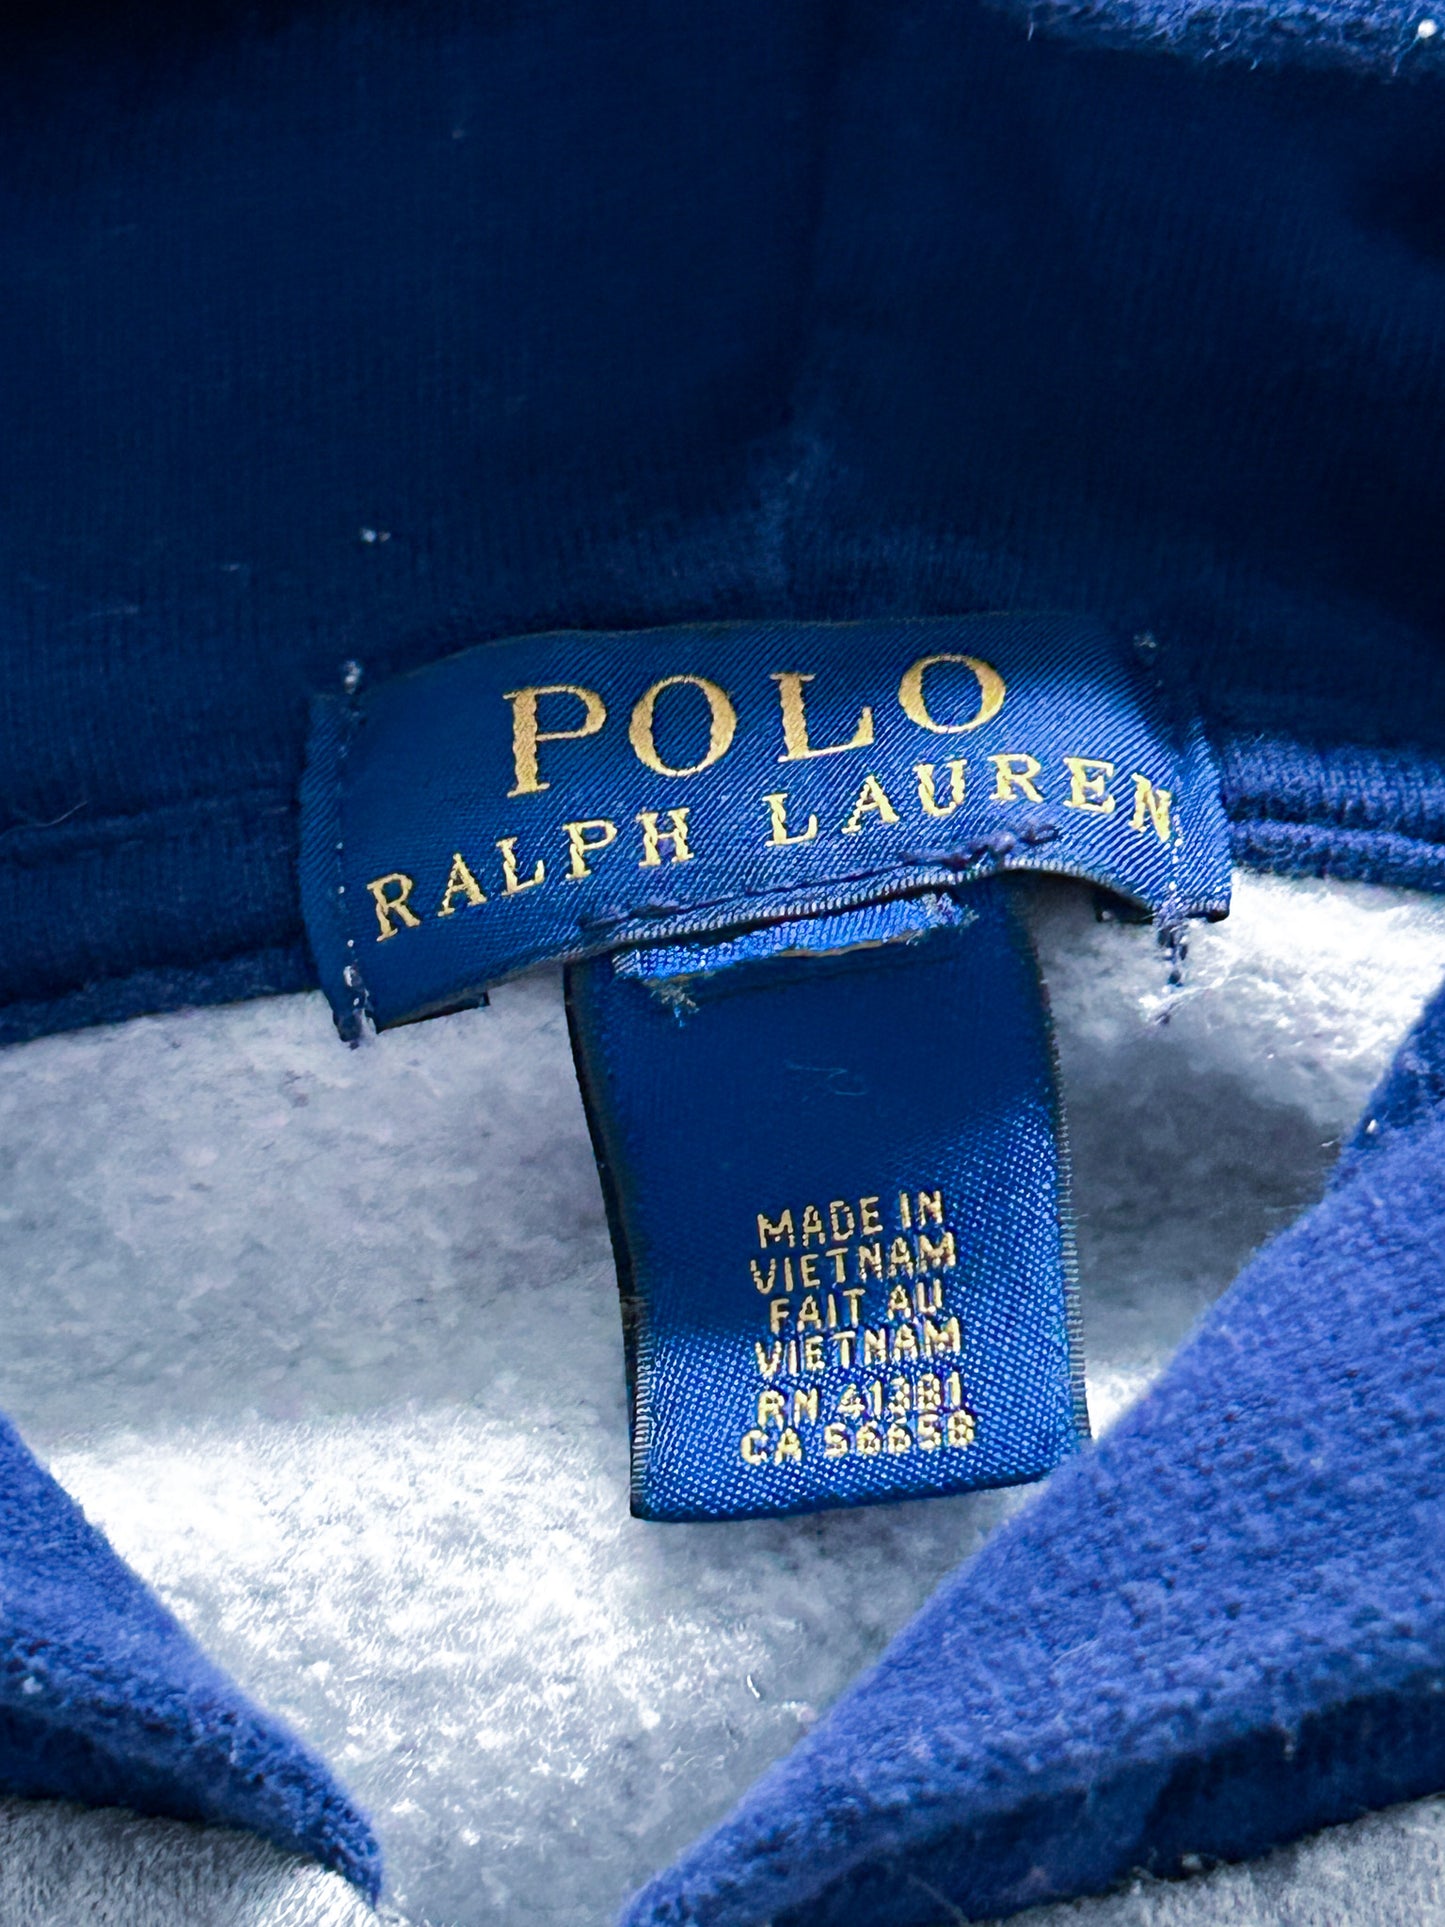 POLO
RALPH LAUREN
MADE IN
VIETNAM
FAIT AU
VIETNAM
RN 41381
CA 56658